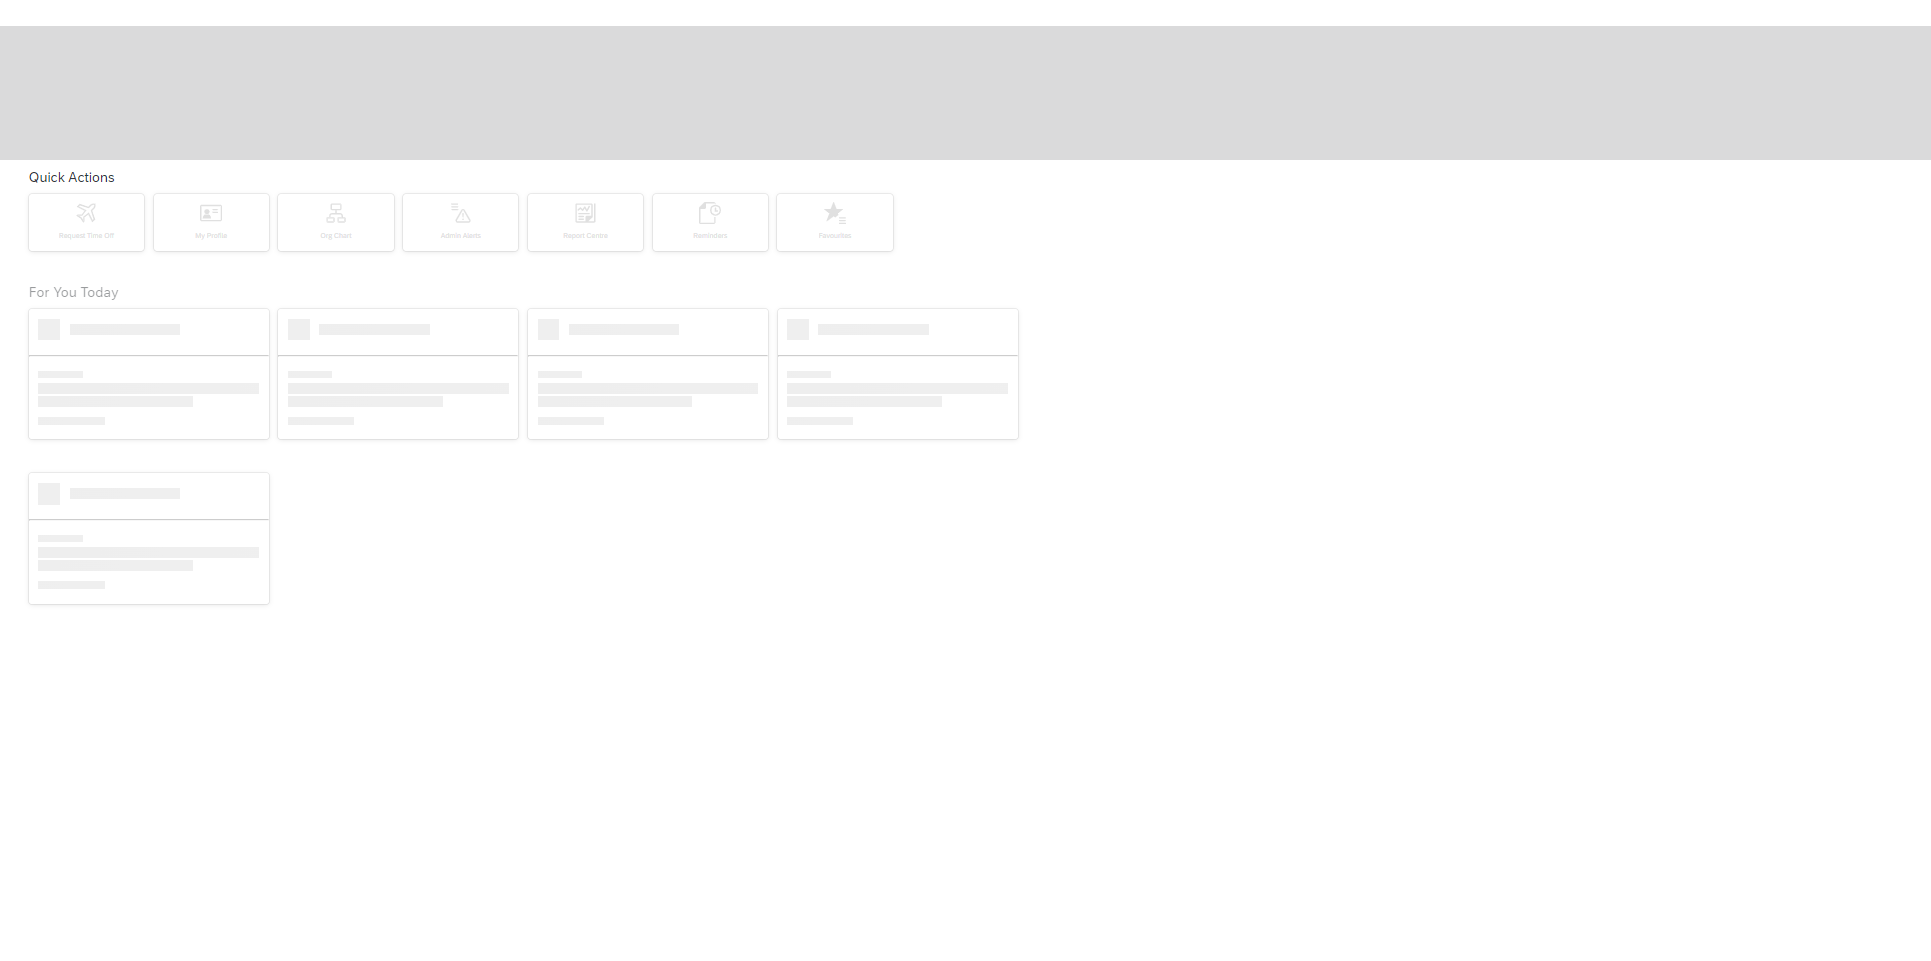 Quick Actions
Request Time Off
My Profile
Org Chart
Admin Alerts
Report Centre
Reminders
Favourites
For You Today